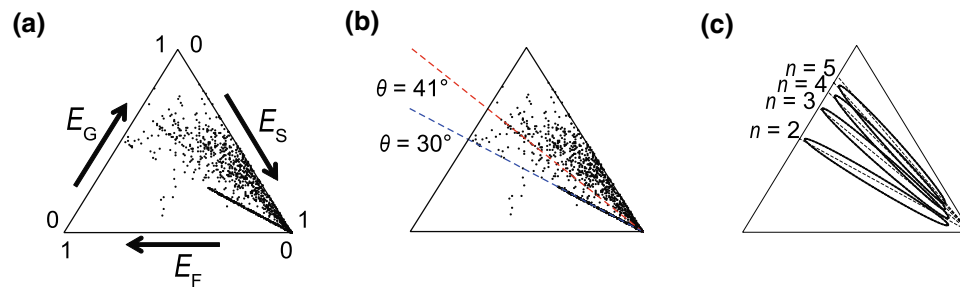 (a)
1 0
E_G
E_S
0
1
1
0
E_F
(b)
θ = 41°
θ = 30°
(c)
n = 5
n = 4
n = 3
n = 2